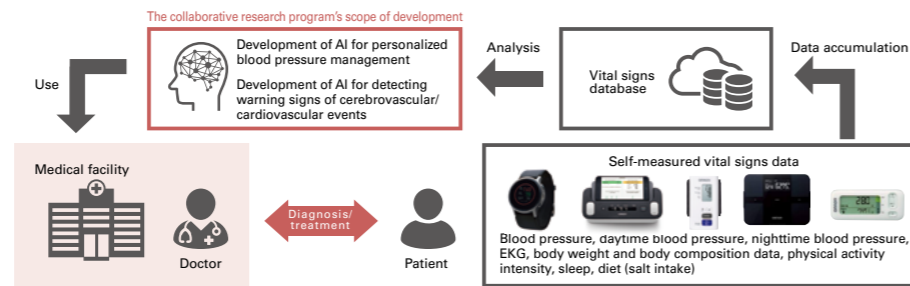 The collaborative research program's scope of development
Development of AI for personalized
blood pressure management
Development of AI for detecting
warning signs of cerebrovascular/
cardiovascular events
Analysis
Vital signs
database
Data accumulation
Use
Medical facility
Doctor
Diagnosis/
treatment
Patient
Self-measured vital signs data
Blood pressure, daytime blood pressure, nighttime blood pressure,
EKG, body weight and body composition data, physical activity
intensity, sleep, diet (salt intake)